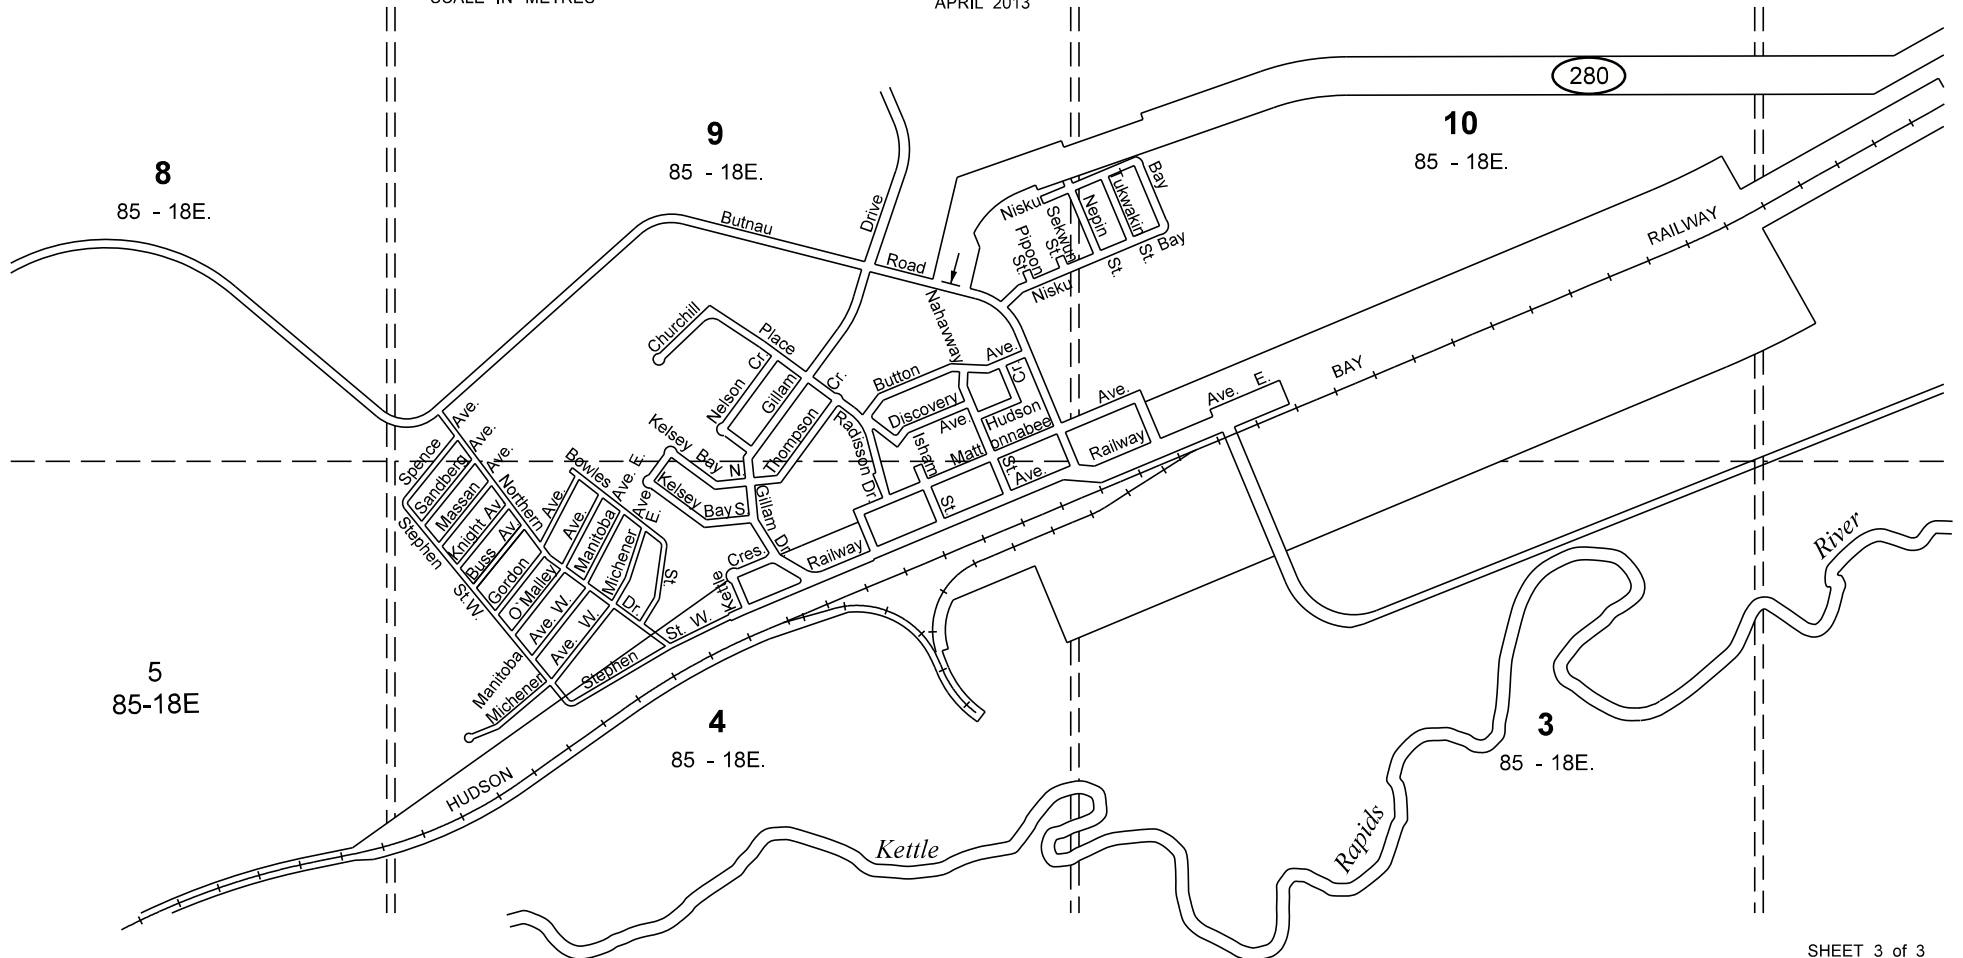 SCALE IN METRES
APRIL 2013
280
8
85 - 18E.
9
85 - 18E.
10
85 - 18E.
Butnau
Road
Drive
Nisku
Bay
Tukwakin
St.
Nepin
St.
Sekwun
St.
Pipoon
St.
Nisku
Bay
RAILWAY
BAY
HUDSON
Churchill
Place
Nelson
Cr.
Gillam
Thompson
Cr.
Button
Ave.
Nahavway
Discovery
Ave.
Cr.
Hudson
onnabee
Ave.
Matt
Isham
St.
St.
Ave.
Railway
Ave. E.
Radisson Dr.
Kelsey
Bay N.
Kelsey
Bay S.
Gillam Dr.
Railway
Kettle
Cres.
Spence
Ave.
Sandberg
Ave.
Massan
Ave.
Knight Av.
Buss Av.
Northern
Gordon
Ave.
O'Malley
Ave.
Bowles
Manitoba
Ave. E.
Michener
Ave. E.
St.
Dr.
Stephen
St. W.
Manitoba
Ave. W.
Michener
Ave. W.
Stephen
St. W.
5
85-18E
4
85 - 18E.
3
85 - 18E.
Kettle
Rapids
River
SHEET 3 of 3